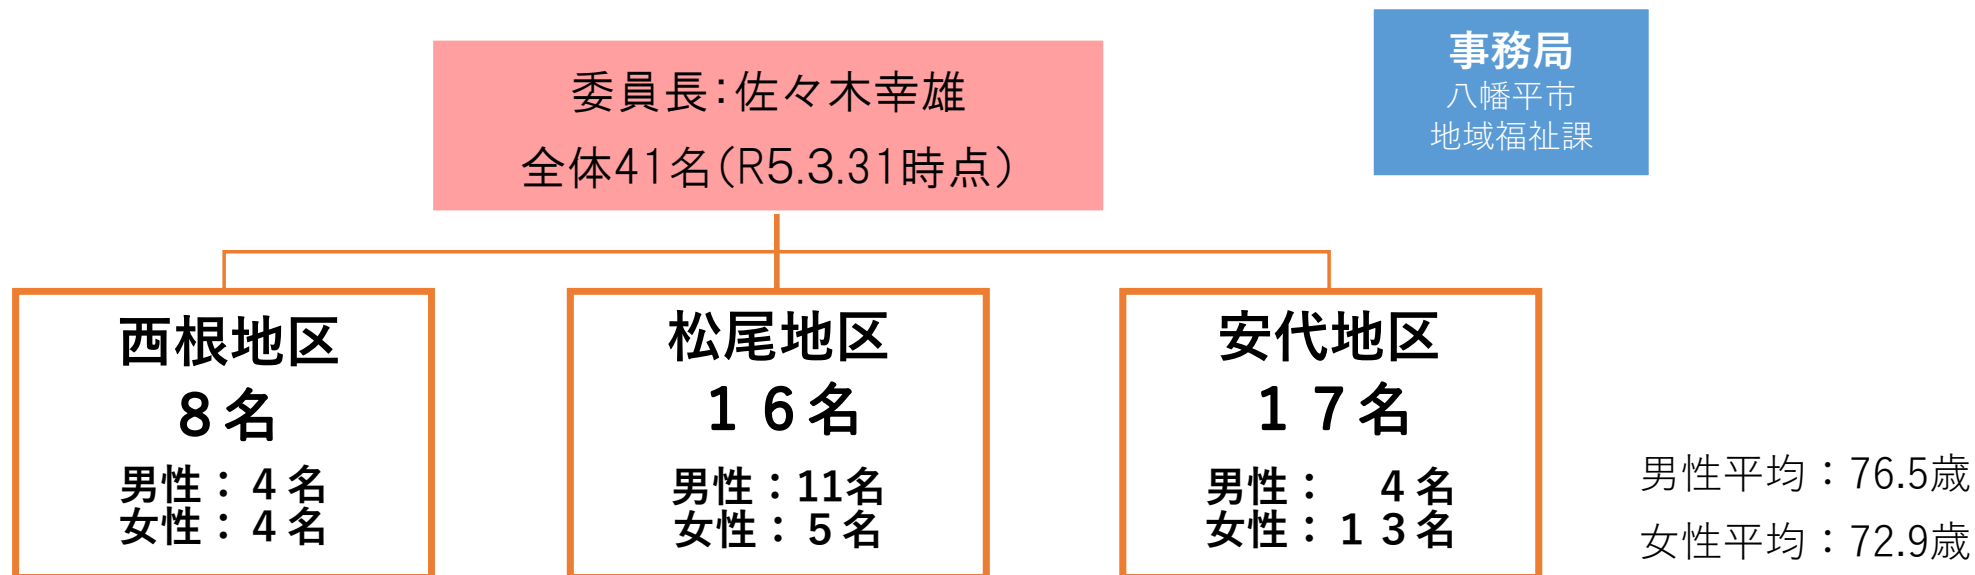 委員長：佐々木幸雄
全体41名（R5.3.31時点）
事務局
八幡平市
地域福祉課
西根地区
８名
男性：４名
女性：４名
松尾地区
１６名
男性：11名
女性：５名
安代地区
１７名
男性：　４名
女性：１３名
男性平均：76.5歳
女性平均：72.9歳